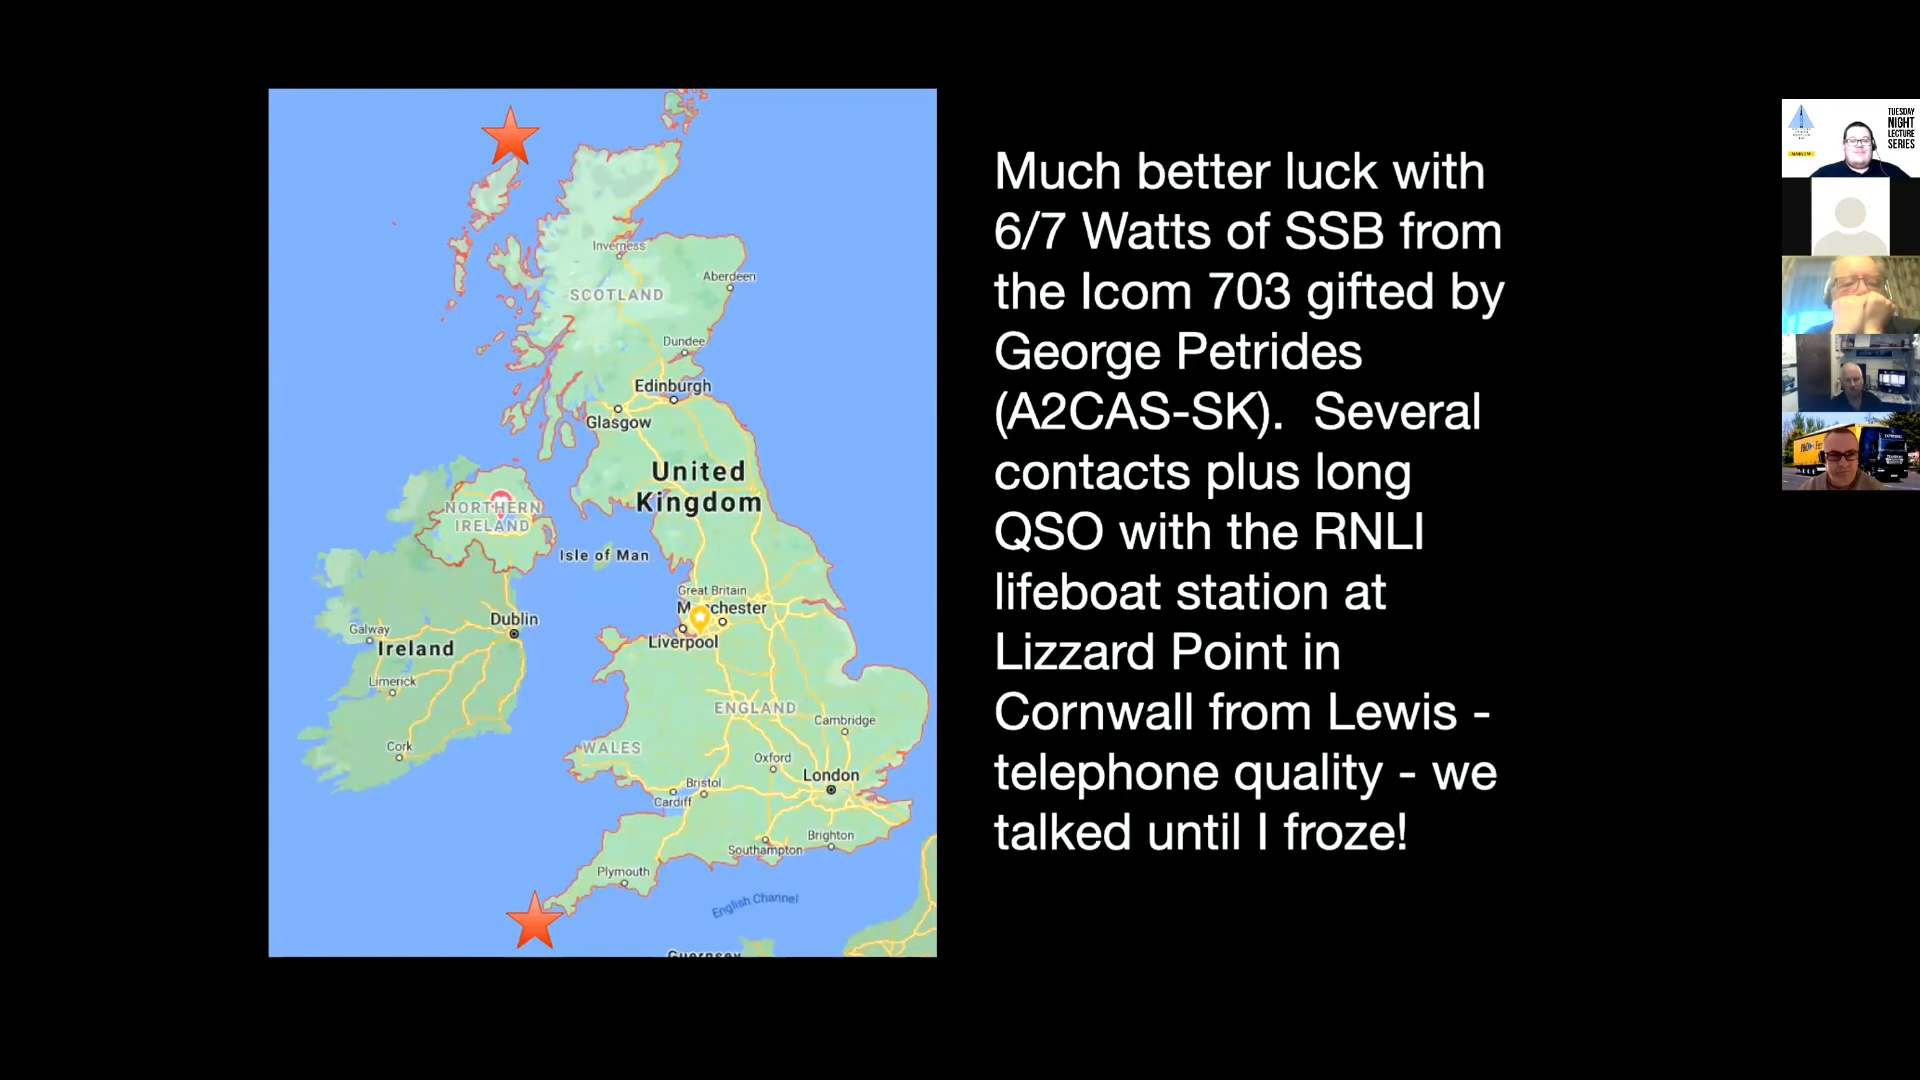 Much better luck with
6/7 Watts of SSB from
the Icom 703 gifted by
George Petrides
(A2CAS-SK).  Several
contacts plus long
QSO with the RNLI
lifeboat station at
Lizzard Point in
Cornwall from Lewis -
telephone quality - we
talked until I froze!
Inverness
Aberdeen
SCOTLAND
Dundee
Edinburgh
Glasgow
United
Kingdom
NORTHERN
IRELAND
Isle of Man
Great Britain
Dublin
Galway
Ireland
Liverpool
Limerick
ENGLAND
Cambridge
Cork
WALES
Oxford
London
Bristol
Cardiff
Brighton
Southampton
Plymouth
English Channel
Guernsey
TUESDAY
NIGHT
LECTURE
SERIES